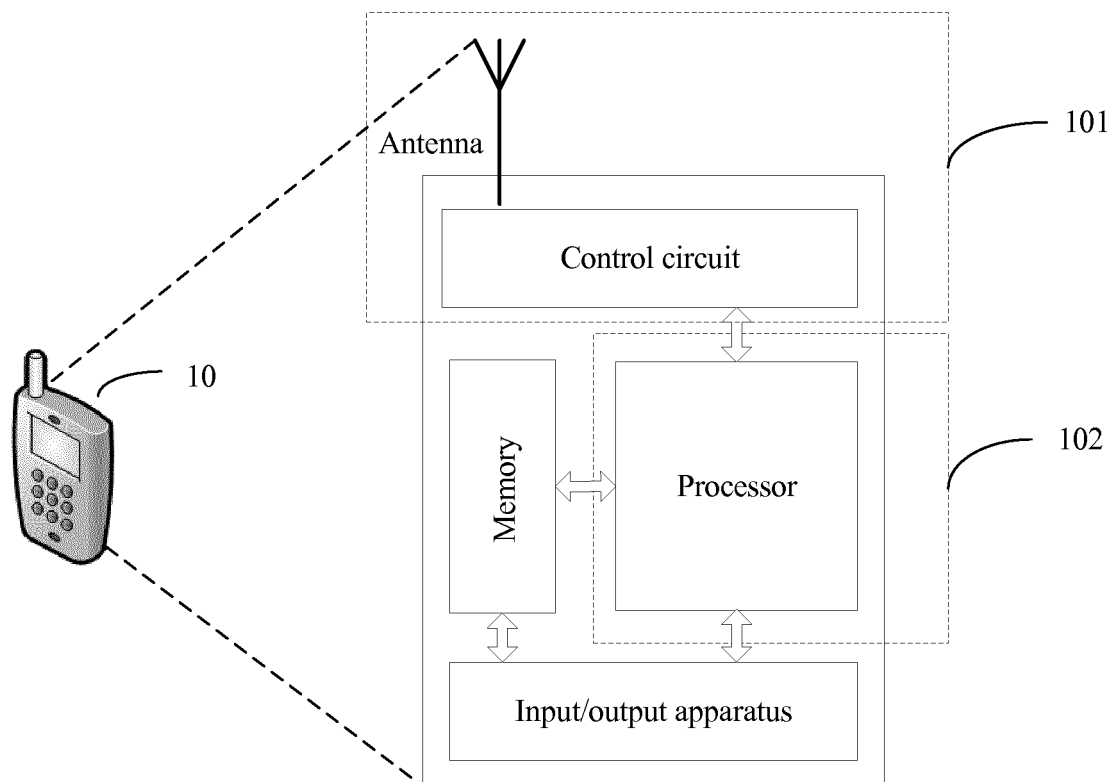 101
Antenna
Control circuit
10
102
Memory
Processor
Input/output apparatus